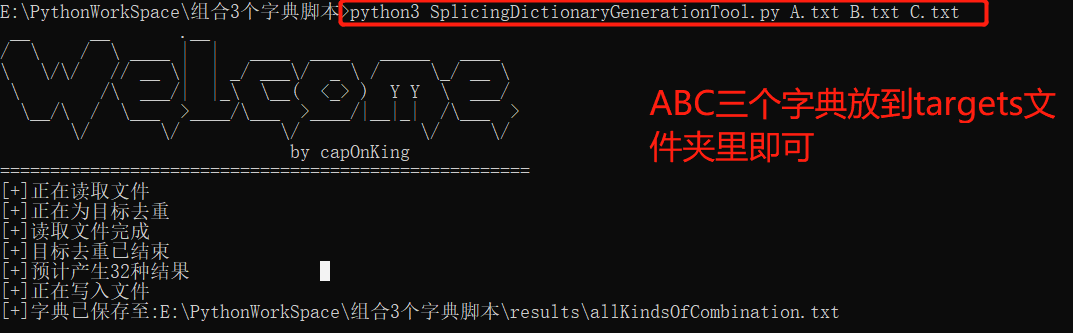 E:\PythonWorkSpace\组合3个字典脚本>python3 SplicingDictionaryGenerationTool.py A.txt B.txt C.txt
Welcome
by capOnKing
ABC三个字典放到targets文
件夹里即可
=====================================================
[+]正在读取文件
[+]正在为目标去重
[+]读取文件完成
[+]目标去重已结束
[+]预计产生32种结果
[+]正在写入文件
[+]字典已保存至:E:\PythonWorkSpace\组合3个字典脚本\results\allKindsOfCombination.txt